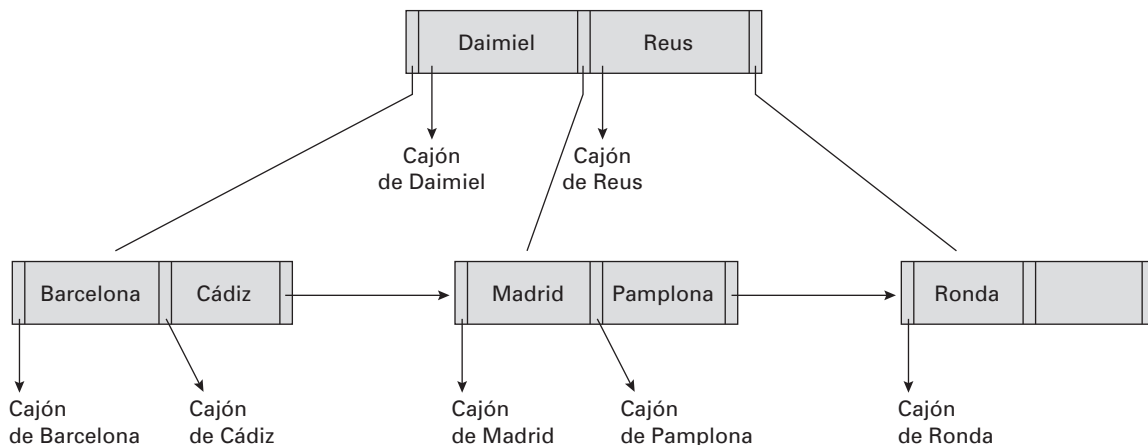 Daimiel Reus
Cajón
de Daimiel
Cajón
de Reus
Barcelona Cádiz
Madrid Pamplona
Ronda
Cajón
de Barcelona
Cajón
de Cádiz
Cajón
de Madrid
Cajón
de Pamplona
Cajón
de Ronda